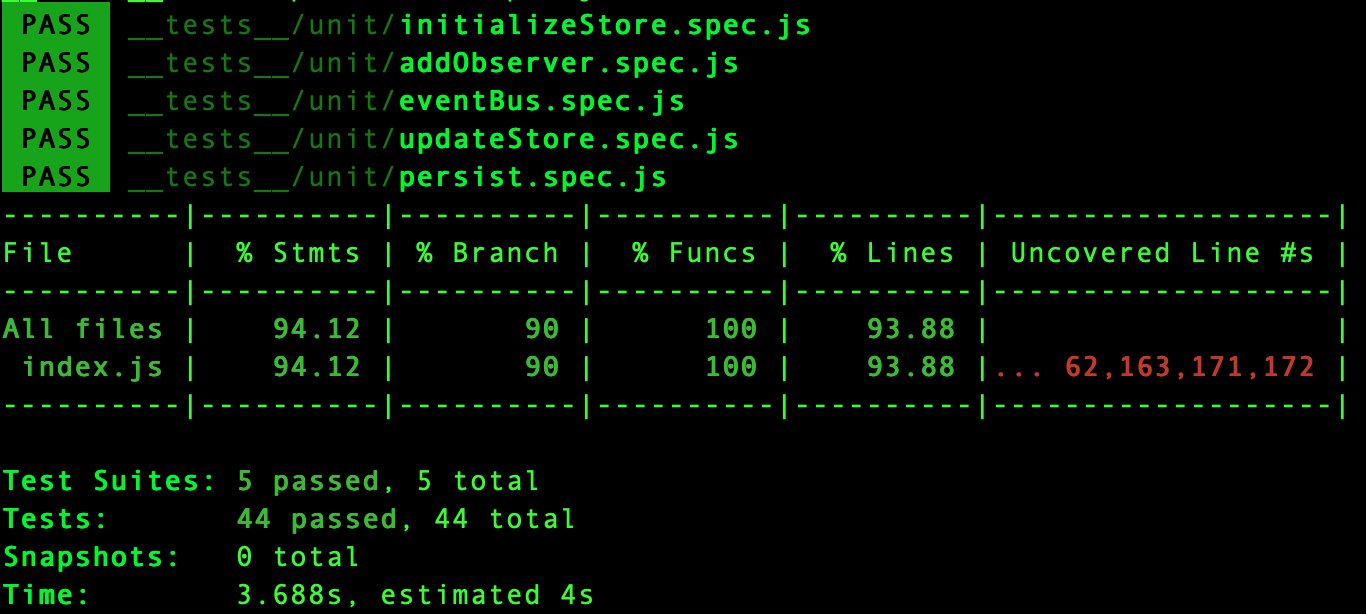 PASS __tests__/unit/initializeStore.spec.js
PASS __tests__/unit/addObserver.spec.js
PASS __tests__/unit/eventBus.spec.js
PASS __tests__/unit/updateStore.spec.js
PASS __tests__/unit/persist.spec.js
----------|----------|----------|----------|----------|-------------------|
File      |  % Stmts | % Branch |  % Funcs |  % Lines | Uncovered Line #s |
----------|----------|----------|----------|----------|-------------------|
All files |    94.12 |       90 |      100 |    93.88 |                   |
 index.js |    94.12 |       90 |      100 |    93.88 |... 62,163,171,172 |
----------|----------|----------|----------|----------|-------------------|
Test Suites: 5 passed, 5 total
Tests:       44 passed, 44 total
Snapshots:   0 total
Time:        3.688s, estimated 4s